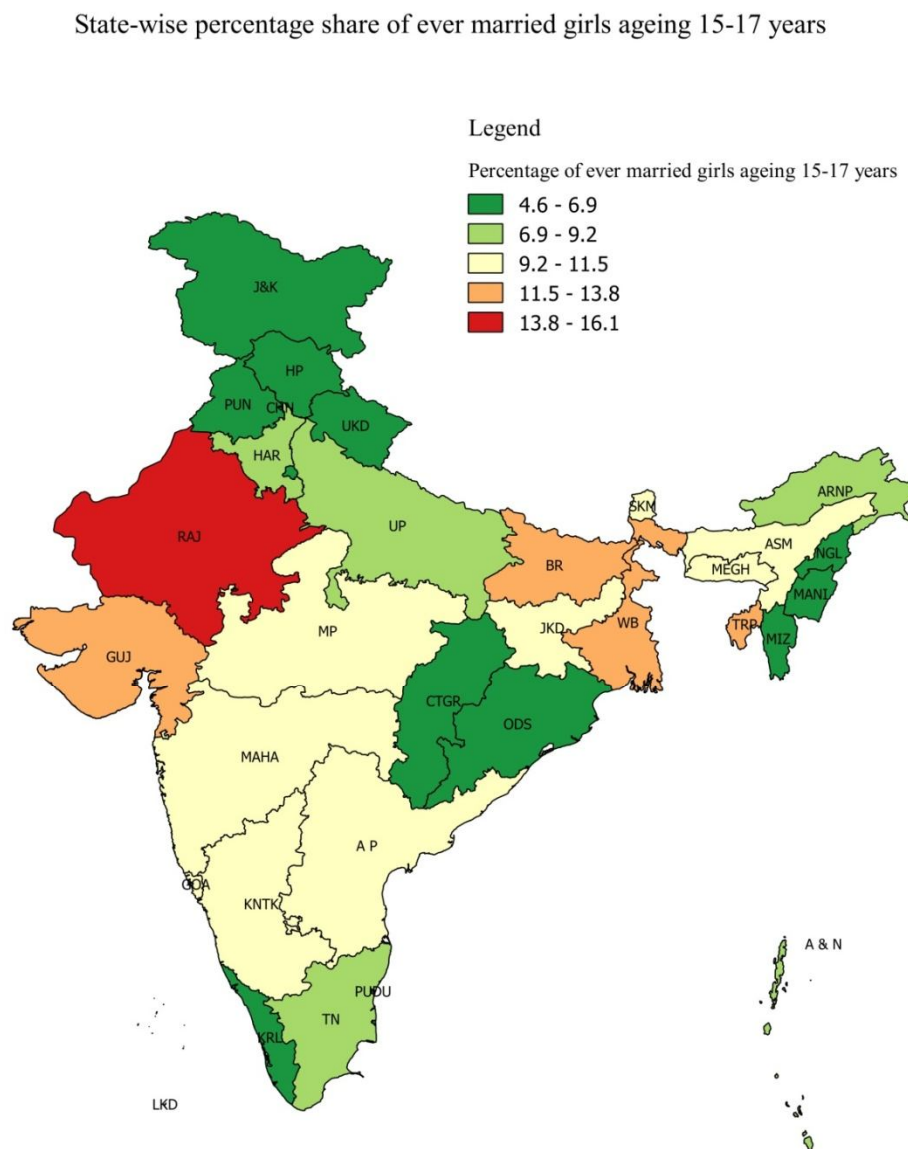 State-wise percentage share of ever married girls ageing 15-17 years
Legend
Percentage of ever married girls ageing 15-17 years
4.6 - 6.9
6.9 - 9.2
9.2 - 11.5
11.5 - 13.8
13.8 - 16.1
J&K
HP
PUN
CHN
UKD
HAR
RAJ
UP
SKM
ARNP
ASM
NGL
BR
MEGH
MANI
MP
JKD
WB
TRP
MIZ
GUJ
CTGR
ODS
MAHA
A P
GOA
KNTK
A & N
PUDU
TN
KRL
LKD